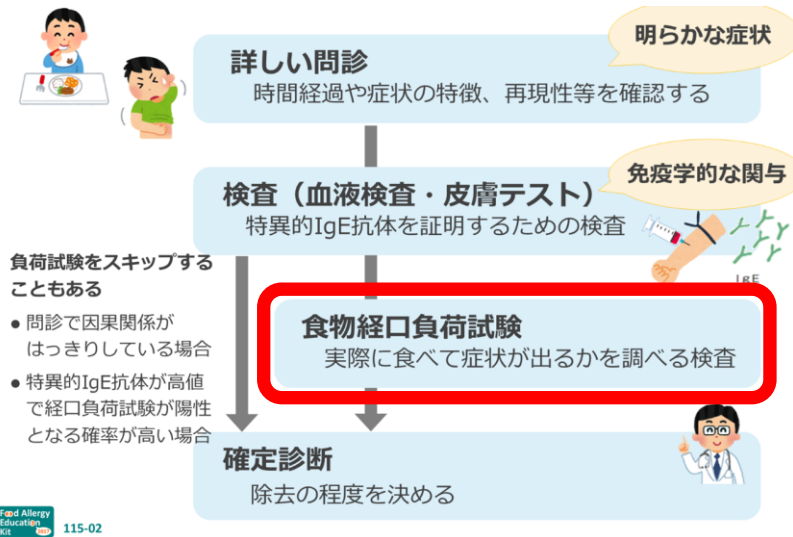 明らかな症状
詳しい問診
時間経過や症状の特徴、再現性等を確認する
免疫学的な関与
検査（血液検査・皮膚テスト）
特異的IgE抗体を証明するための検査
IgE
負荷試験をスキップする
こともある
● 問診で因果関係が
はっきりしている場合
● 特異的IgE抗体が高値
で経口負荷試験が陽性
となる確率が高い場合
食物経口負荷試験
実際に食べて症状が出るかを調べる検査
確定診断
除去の程度を決める
Food Allergy
Education
Kit 2017
115-02